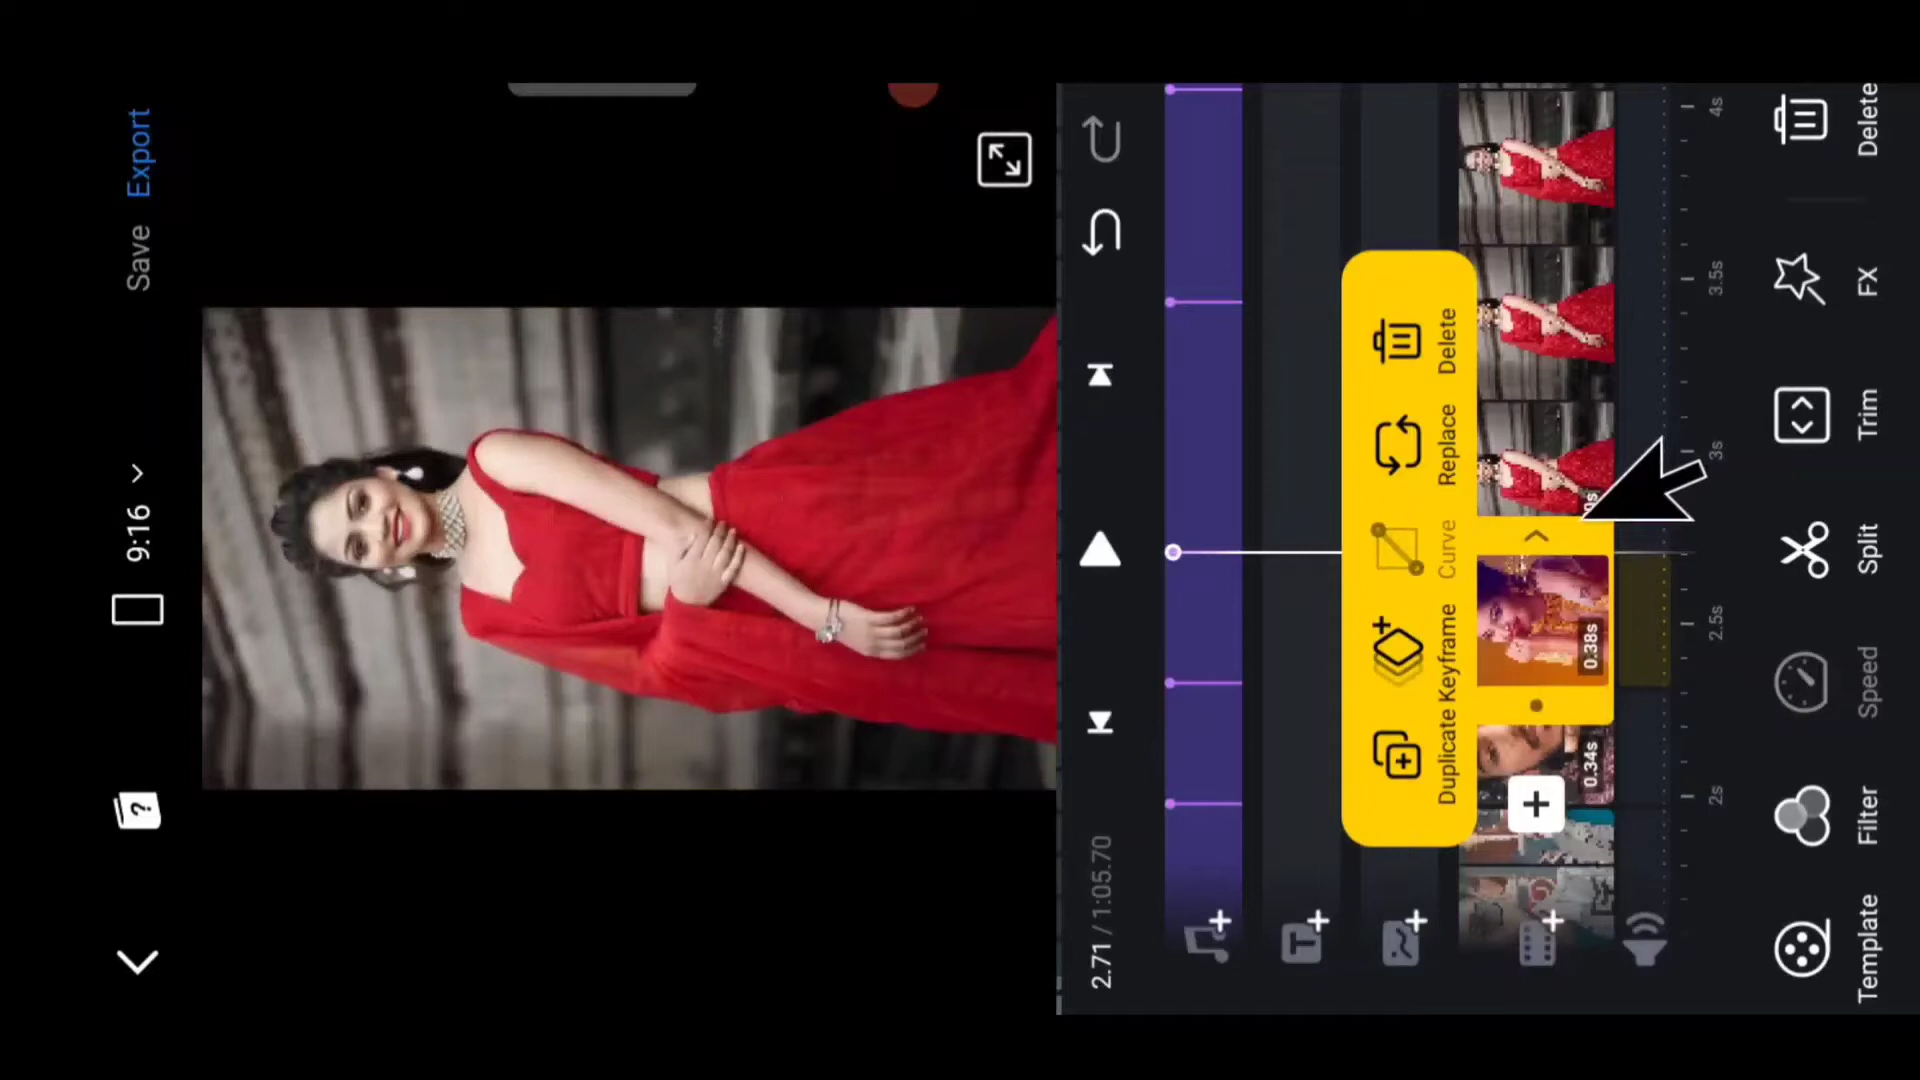 9:16
Save
Export
2.71 / 1:05.70
Duplicate
Keyframe
Curve
Replace
Delete
0.34s
0.38s
2s
2.5s
3s
3.5s
4s
Template
Filter
Speed
Split
Trim
FX
Delete